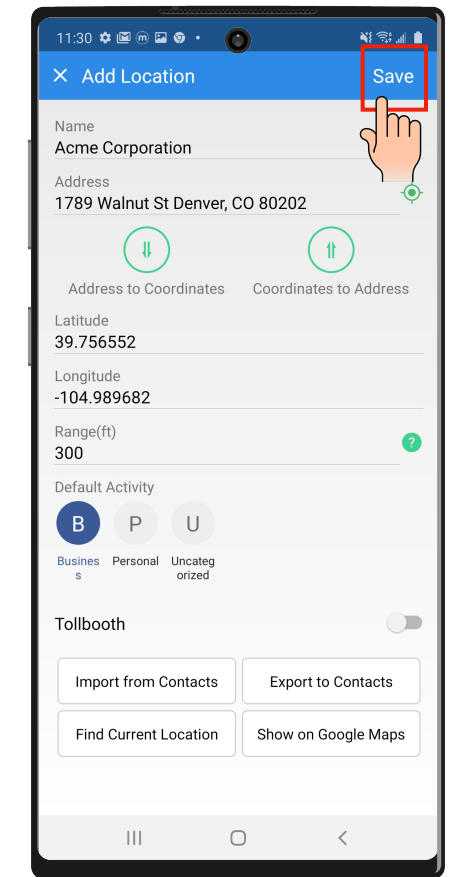 11:30
Add Location
Save
Name
Acme Corporation
Address
1789 Walnut St Denver, CO 80202
Address to Coordinates
Coordinates to Address
Latitude
39.756552
Longitude
-104.989682
Range(ft)
300
?
Default Activity
B P U
Busines
s
Personal
Uncateg
orized
Tollbooth
Import from Contacts
Export to Contacts
Find Current Location
Show on Google Maps